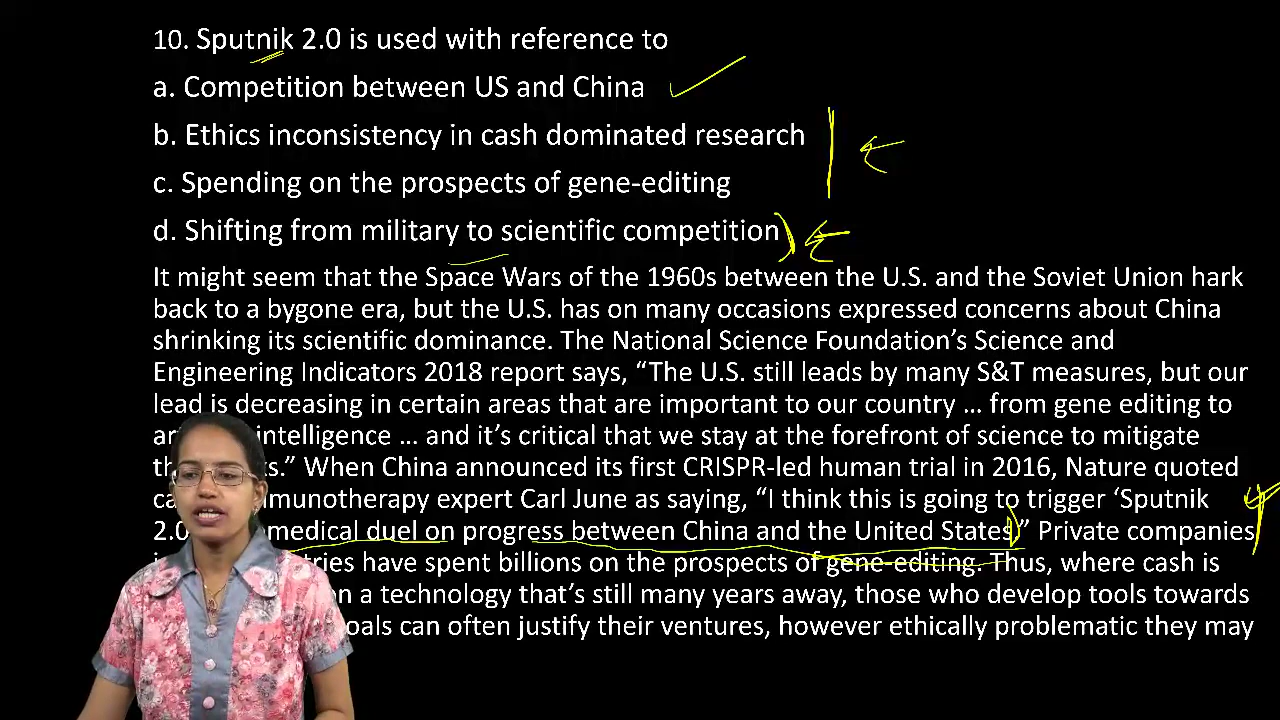 10. Sputnik 2.0 is used with reference to
a. Competition between US and China
b. Ethics inconsistency in cash dominated research
c. Spending on the prospects of gene-editing
d. Shifting from military to scientific competition
It might seem that the Space Wars of the 1960s between the U.S. and the Soviet Union hark
back to a bygone era, but the U.S. has on many occasions expressed concerns about China
shrinking its scientific dominance. The National Science Foundation’s Science and
Engineering Indicators 2018 report says, “The U.S. still leads by many S&T measures, but our
lead is decreasing in certain areas that are important to our country … from gene editing to
intelligence … and it’s critical that we stay at the forefront of science to mitigate
When China announced its first CRISPR-led human trial in 2016, Nature quoted
expert Carl June as saying, “I think this is going to trigger ‘Sputnik
2.0 duel on progress between China and the United States,” Private companies
have spent billions on the prospects of gene-editing. Thus, where cash is
on a technology that’s still many years away, those who develop tools towards
can often justify their ventures, however ethically problematic they may